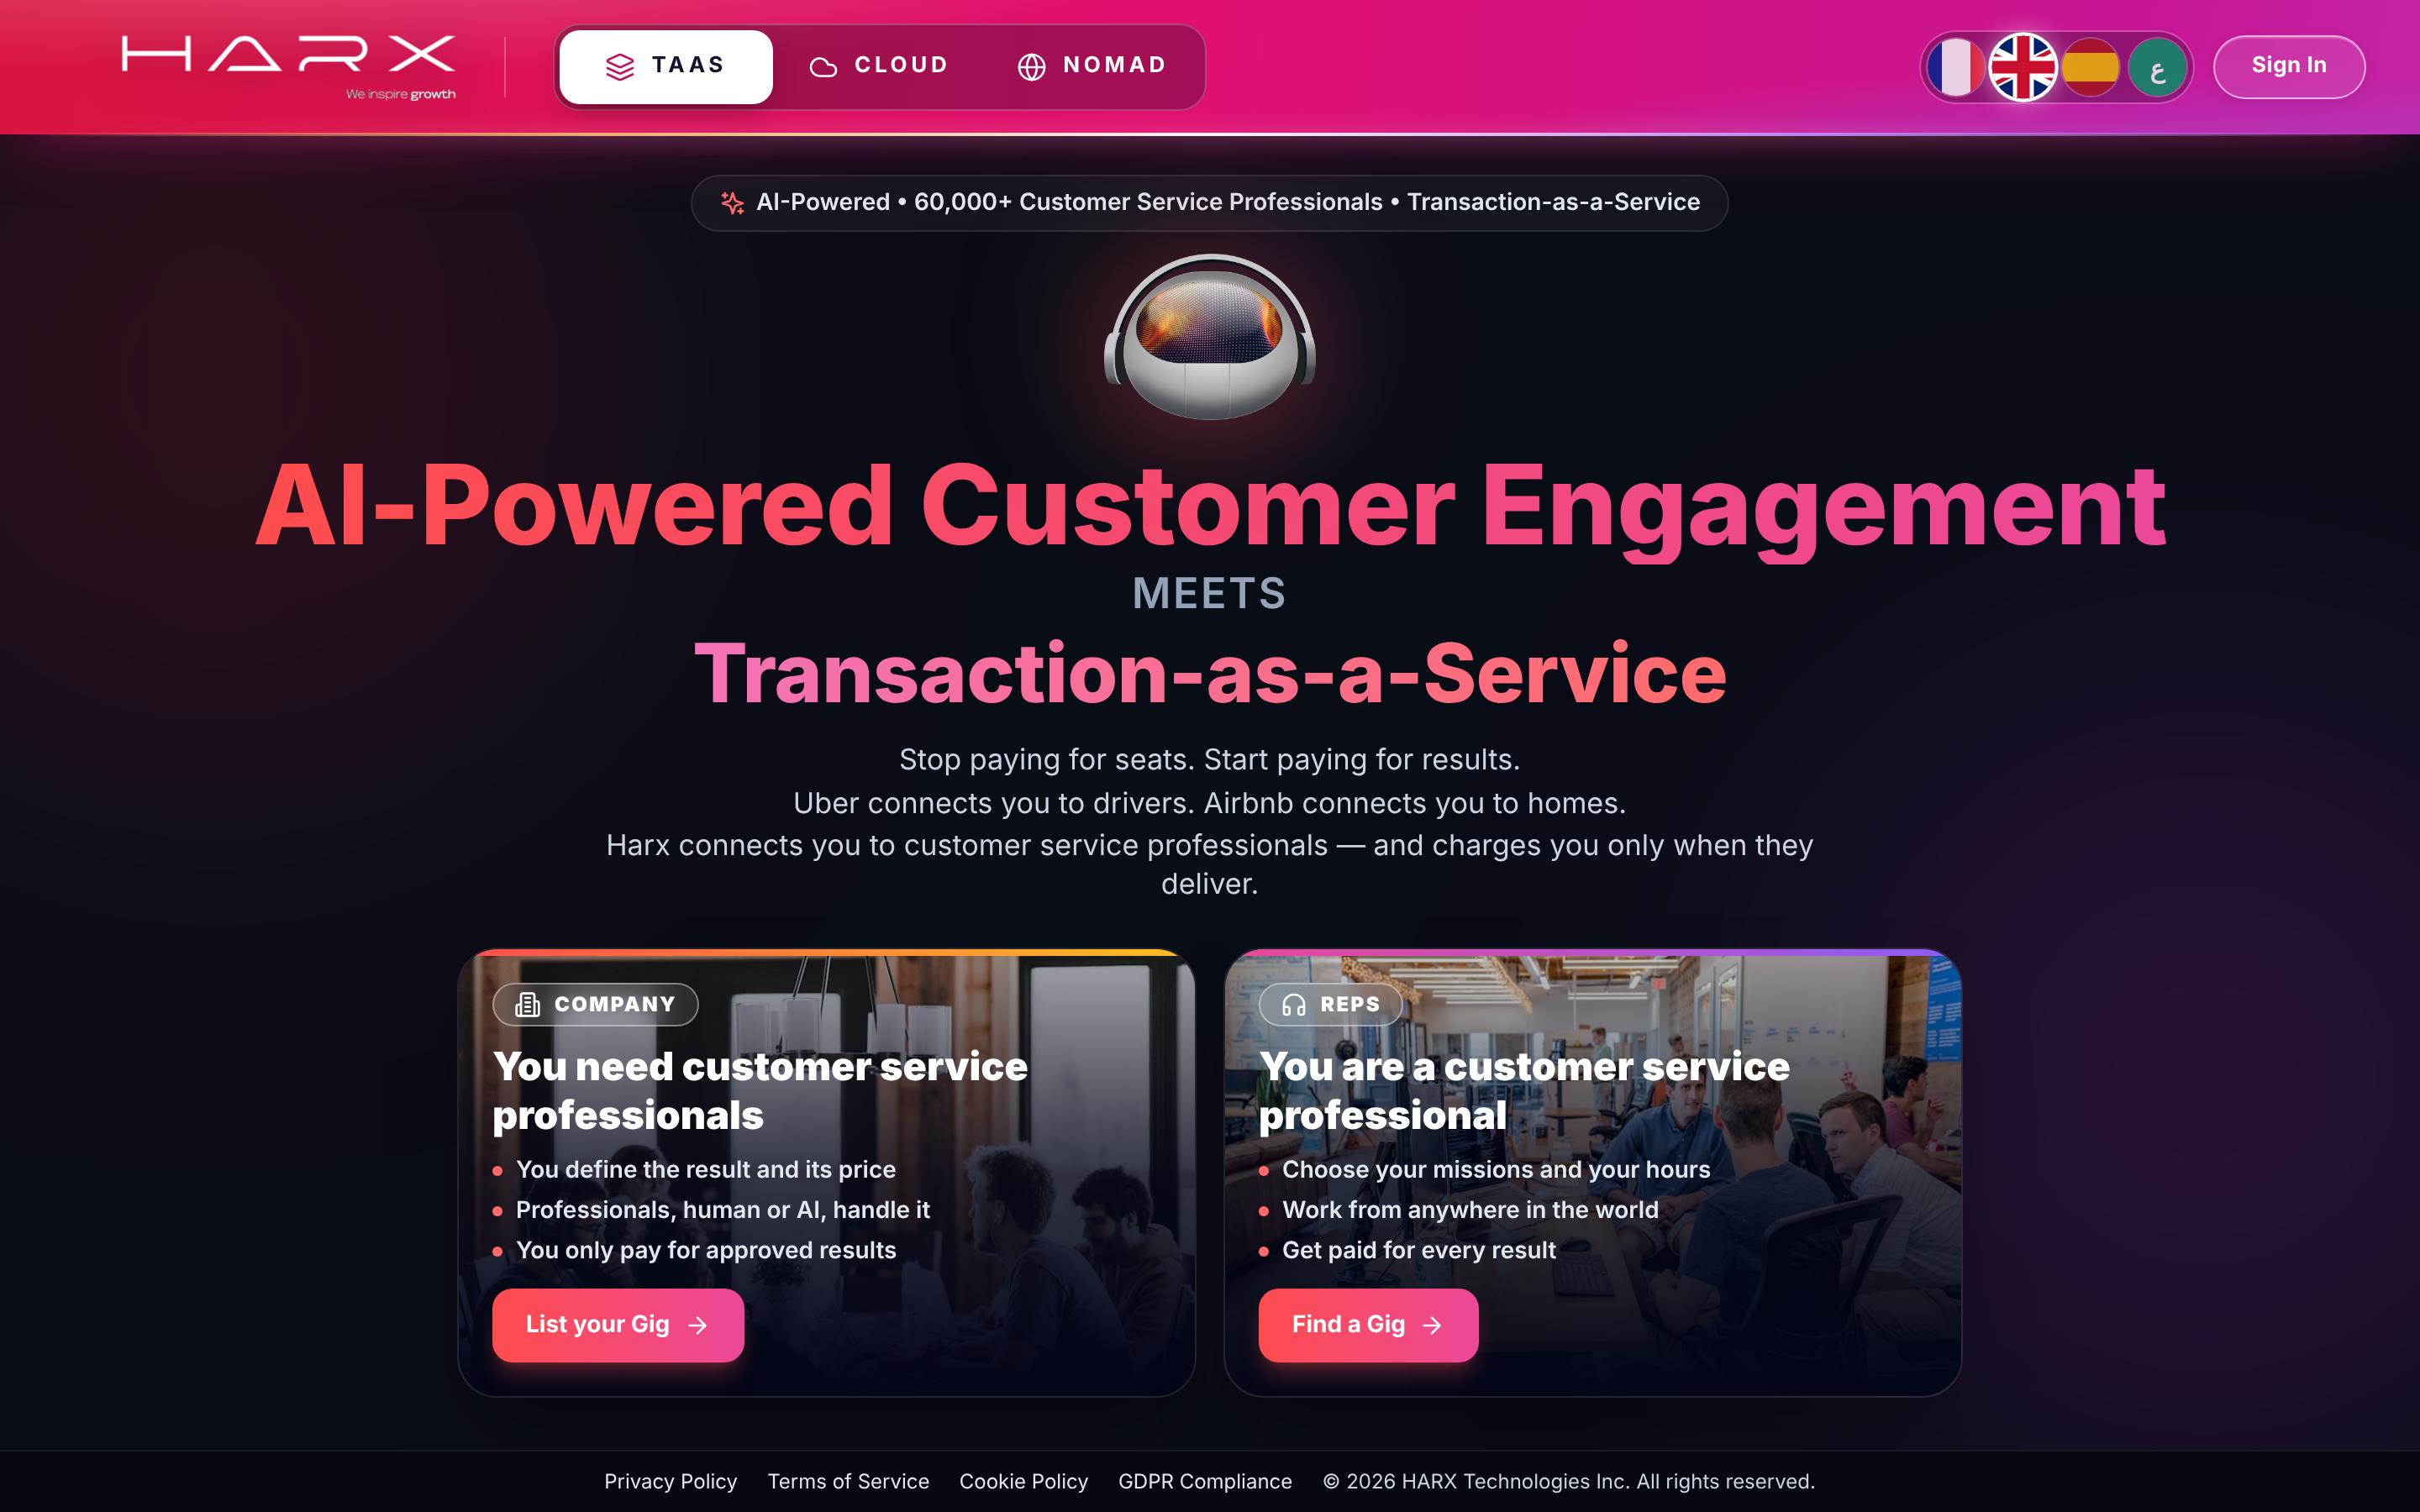 HARX
We inspire growth
TAAS
CLOUD
NOMAD
ع
Sign In
AI-Powered • 60,000+ Customer Service Professionals • Transaction-as-a-Service
AI-Powered Customer Engagement
MEETS
Transaction-as-a-Service
Stop paying for seats. Start paying for results.
Uber connects you to drivers. Airbnb connects you to homes.
Harx connects you to customer service professionals — and charges you only when they
deliver.
COMPANY
You need customer service
professionals
You define the result and its price
Professionals, human or AI, handle it
You only pay for approved results
List your Gig
REPS
You are a customer service
professional
Choose your missions and your hours
Work from anywhere in the world
Get paid for every result
Find a Gig
Privacy Policy
Terms of Service
Cookie Policy
GDPR Compliance
© 2026 HARX Technologies Inc. All rights reserved.